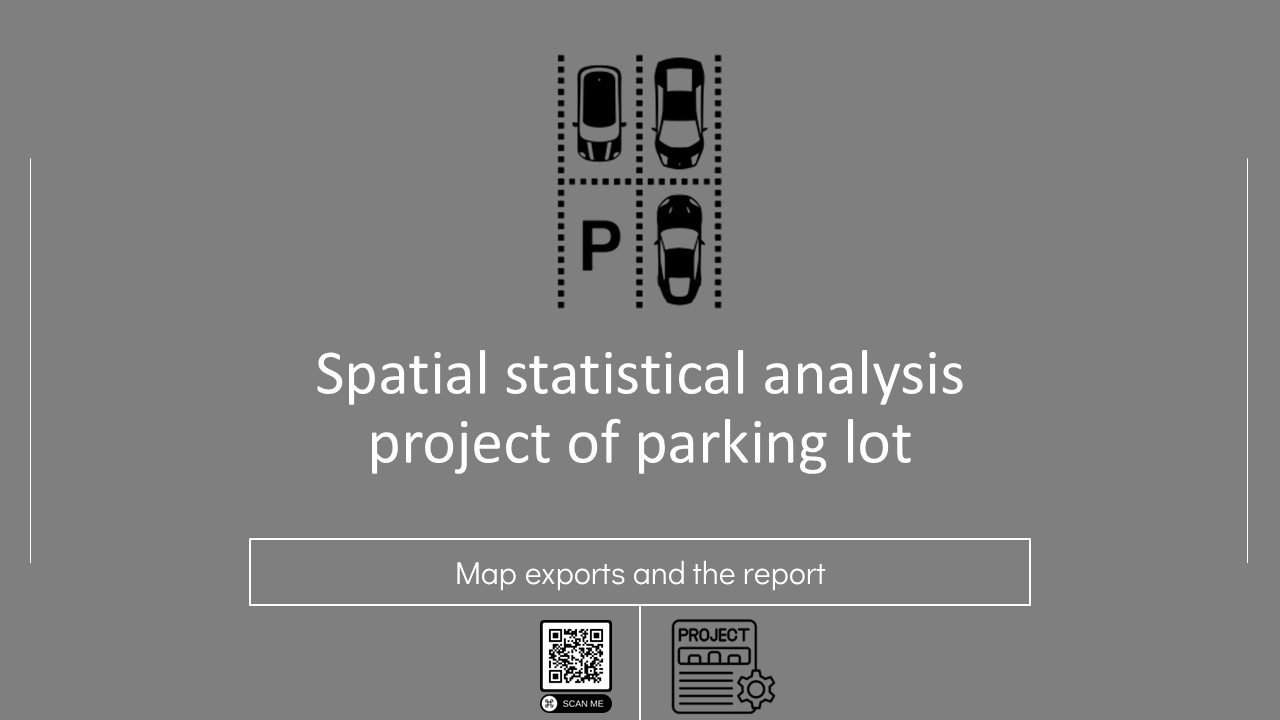 P
Spatial statistical analysis
project of parking lot
Map exports and the report
PROJECT
SCAN ME